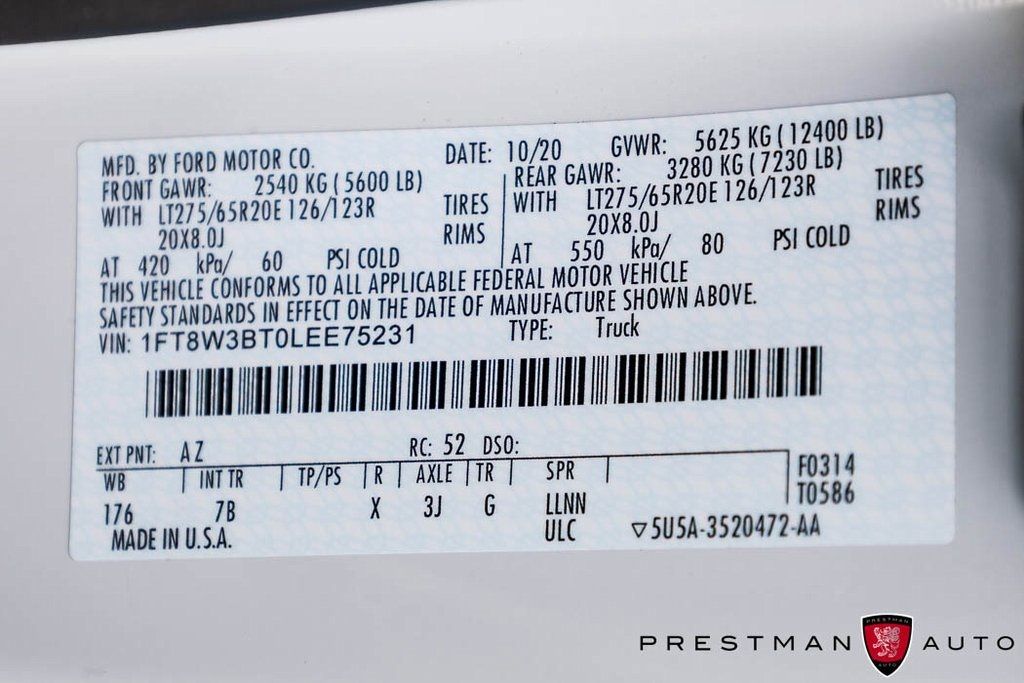 MFD. BY FORD MOTOR CO. DATE: 10/20 GVWR: 5625 KG (12400 LB)
FRONT GAWR: 2540 KG (5600 LB) REAR GAWR: 3280 KG (7230 LB)
WITH LT275/65R20E 126/123R TIRES WITH LT275/65R20E 126/123R TIRES
20X8.0J RIMS 20X8.0J RIMS
AT 420 kPa/ 60 PSI COLD AT 550 kPa/ 80 PSI COLD
THIS VEHICLE CONFORMS TO ALL APPLICABLE FEDERAL MOTOR VEHICLE
SAFETY STANDARDS IN EFFECT ON THE DATE OF MANUFACTURE SHOWN ABOVE.
VIN: 1FT8W3BT0LEE75231 TYPE: Truck
EXT PNT: AZ RC: 52 DSO:
WB INT TR TP/PS R AXLE TR SPR F0314
176 7B X 3J G LLNN T0586
MADE IN U.S.A. ULC ▽5U5A-3520472-AA
PRESTMAN PRESTMAN AUTO AUTO